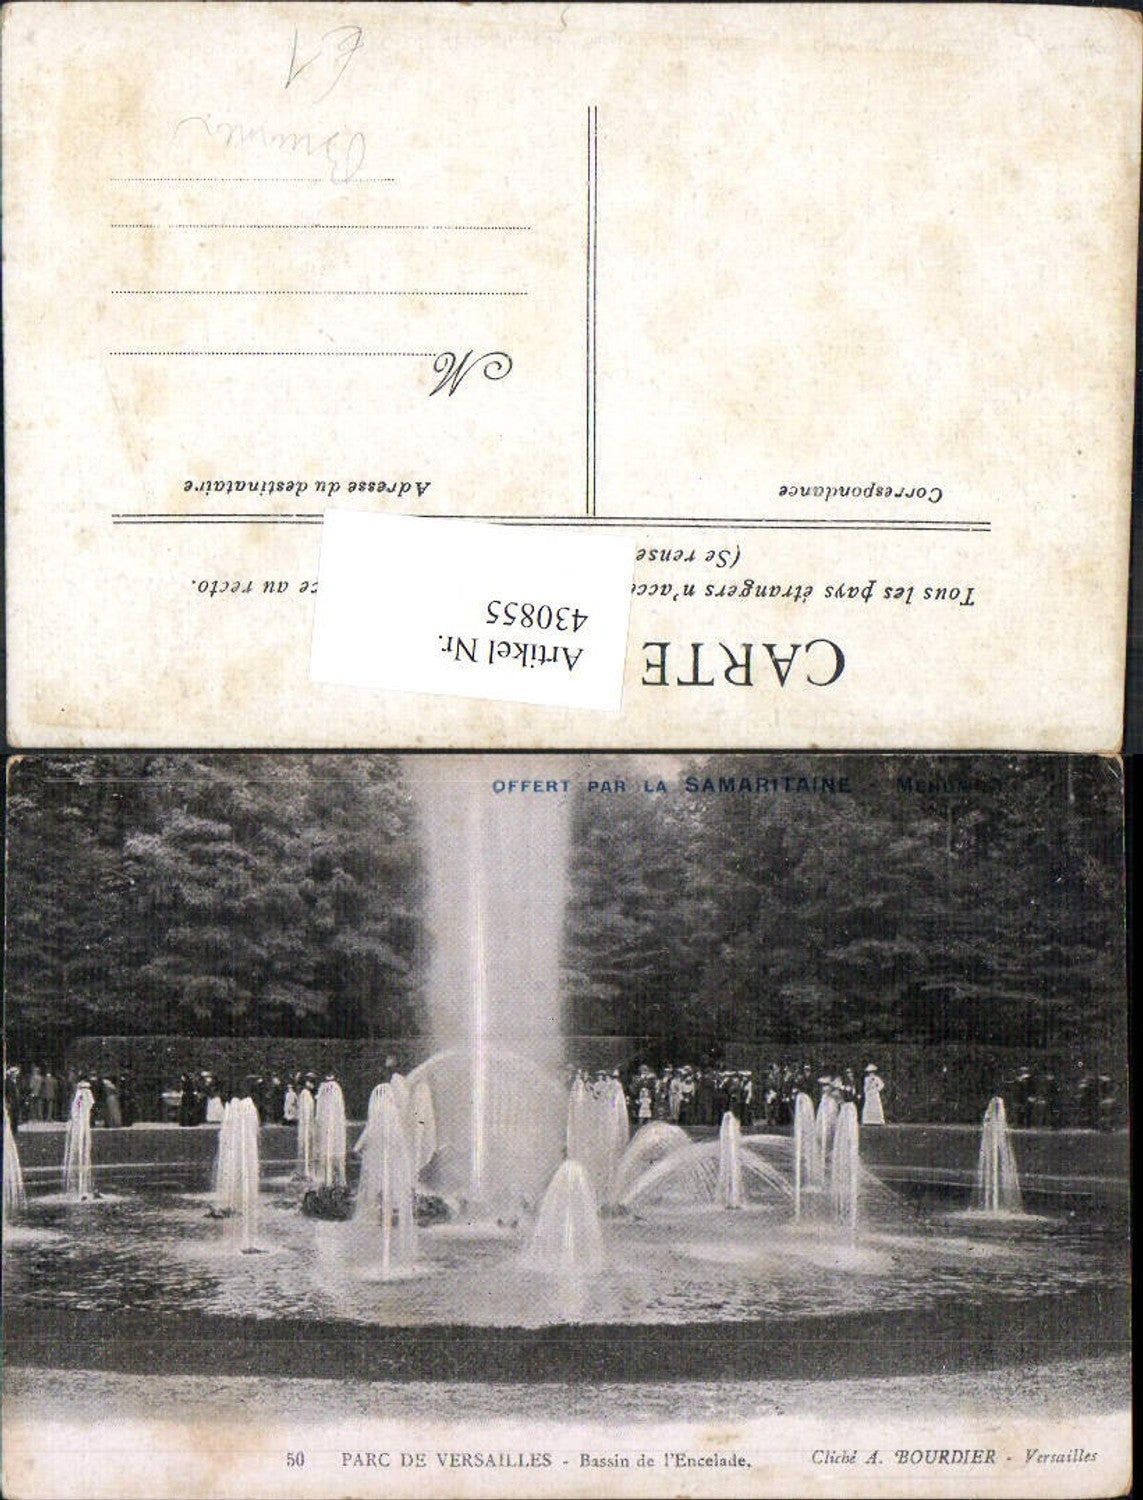 €1
CARTE
Tous les pays étrangers n'acce
ce au recto.
(Se rense
Artikel Nr.
430855
Correspondance
Adresse du destinataire
M
OFFERT PAR LA SAMARITAINE -
50 PARC DE VERSAILLES - Bassin de l'Encelade.
Cliché A. BOURDIER - Versailles